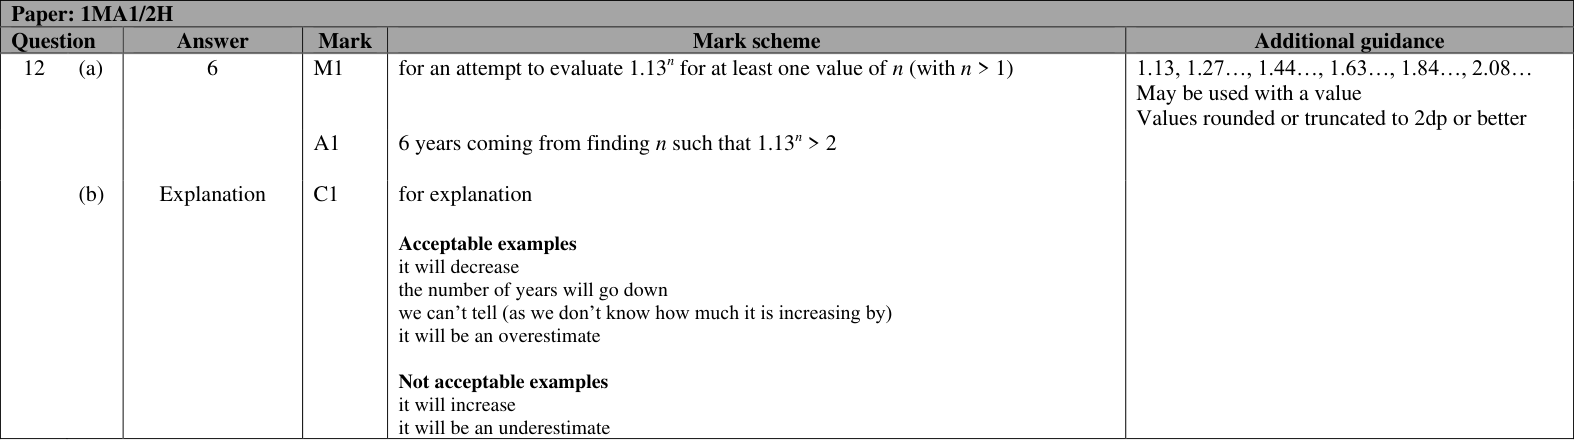 Paper: 1MA1/2H
Question Answer Mark Mark scheme Additional guidance
12 (a) 6 M1 for an attempt to evaluate 1.13ⁿ for at least one value of n (with n > 1) 1.13, 1.27…, 1.44…, 1.63…, 1.84…, 2.08…
May be used with a value
Values rounded or truncated to 2dp or better
A1 6 years coming from finding n such that 1.13ⁿ > 2
(b) Explanation C1 for explanation
Acceptable examples
it will decrease
the number of years will go down
we can’t tell (as we don’t know how much it is increasing by)
it will be an overestimate
Not acceptable examples
it will increase
it will be an underestimate